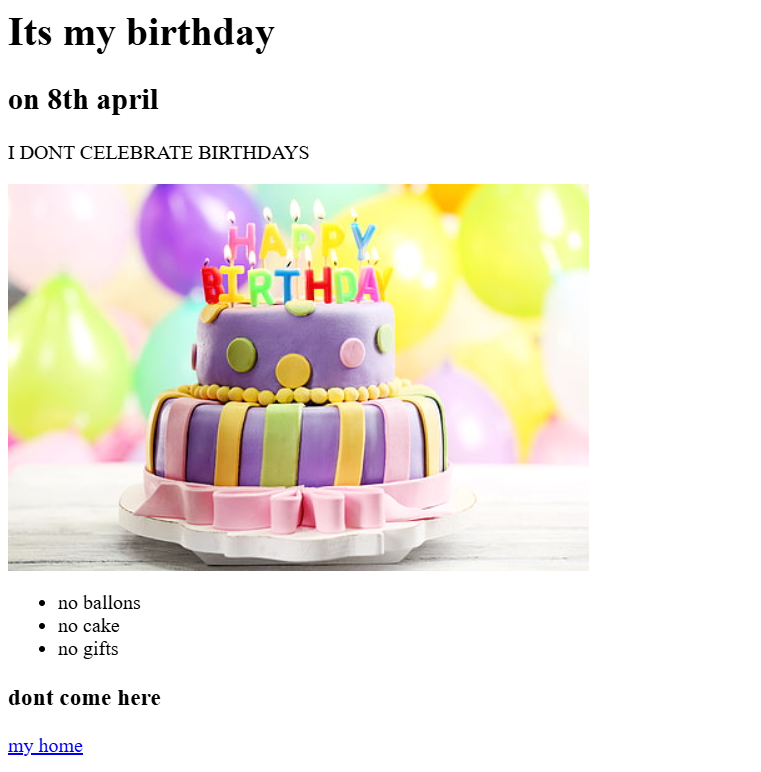 Its my birthday
on 8th april
I DONT CELEBRATE BIRTHDAYS
HAPPY
BIRTHDAY
no ballons
no cake
no gifts
dont come here
my home